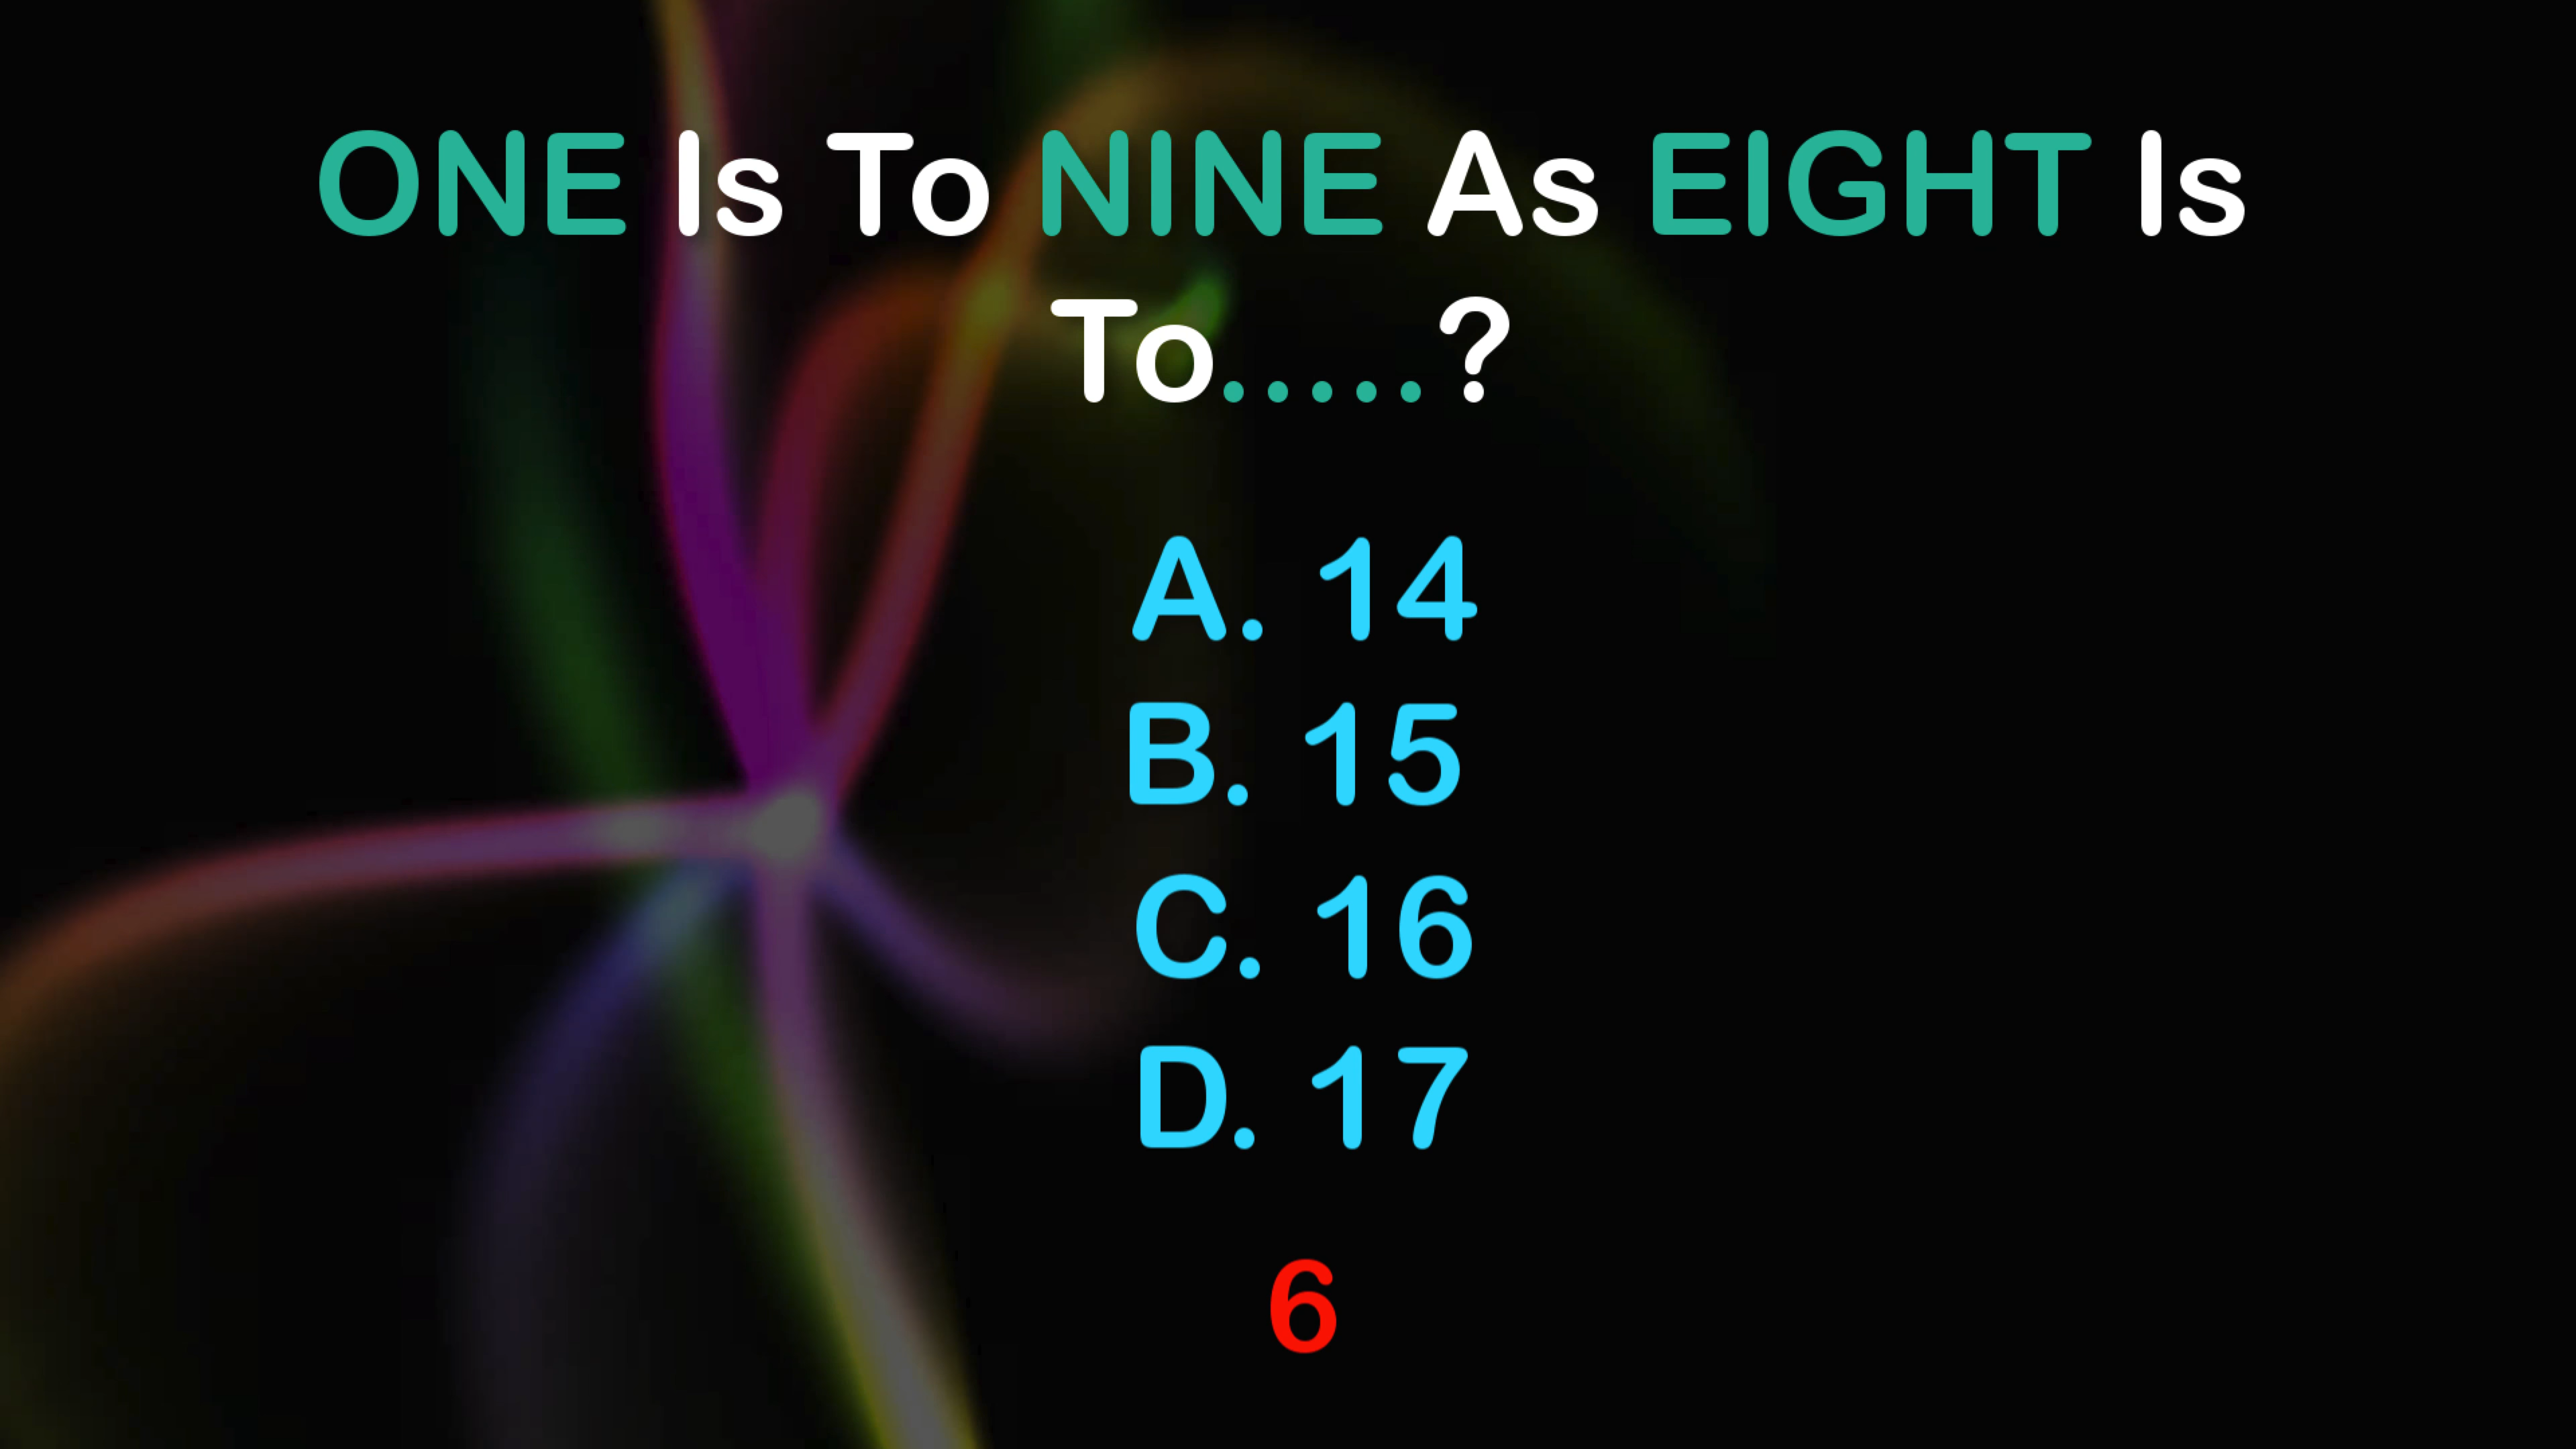 ONE Is To NINE As EIGHT Is
To.....?
A. 14
B. 15
C. 16
D. 17
6